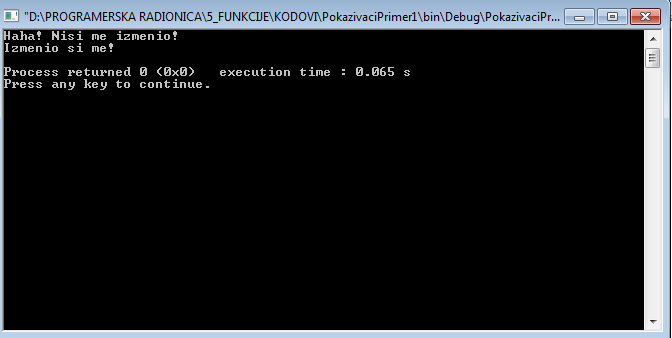 "D:\PROGRAMERSKA RADIONICA\5_FUNKCIJE\KODOVI\PokazivaciPrimer1\bin\Debug\PokazivaciPr...
Haha! Nisi me izmenio!
Izmenio si me!
Process returned 0 (0x0)   execution time : 0.065 s
Press any key to continue.